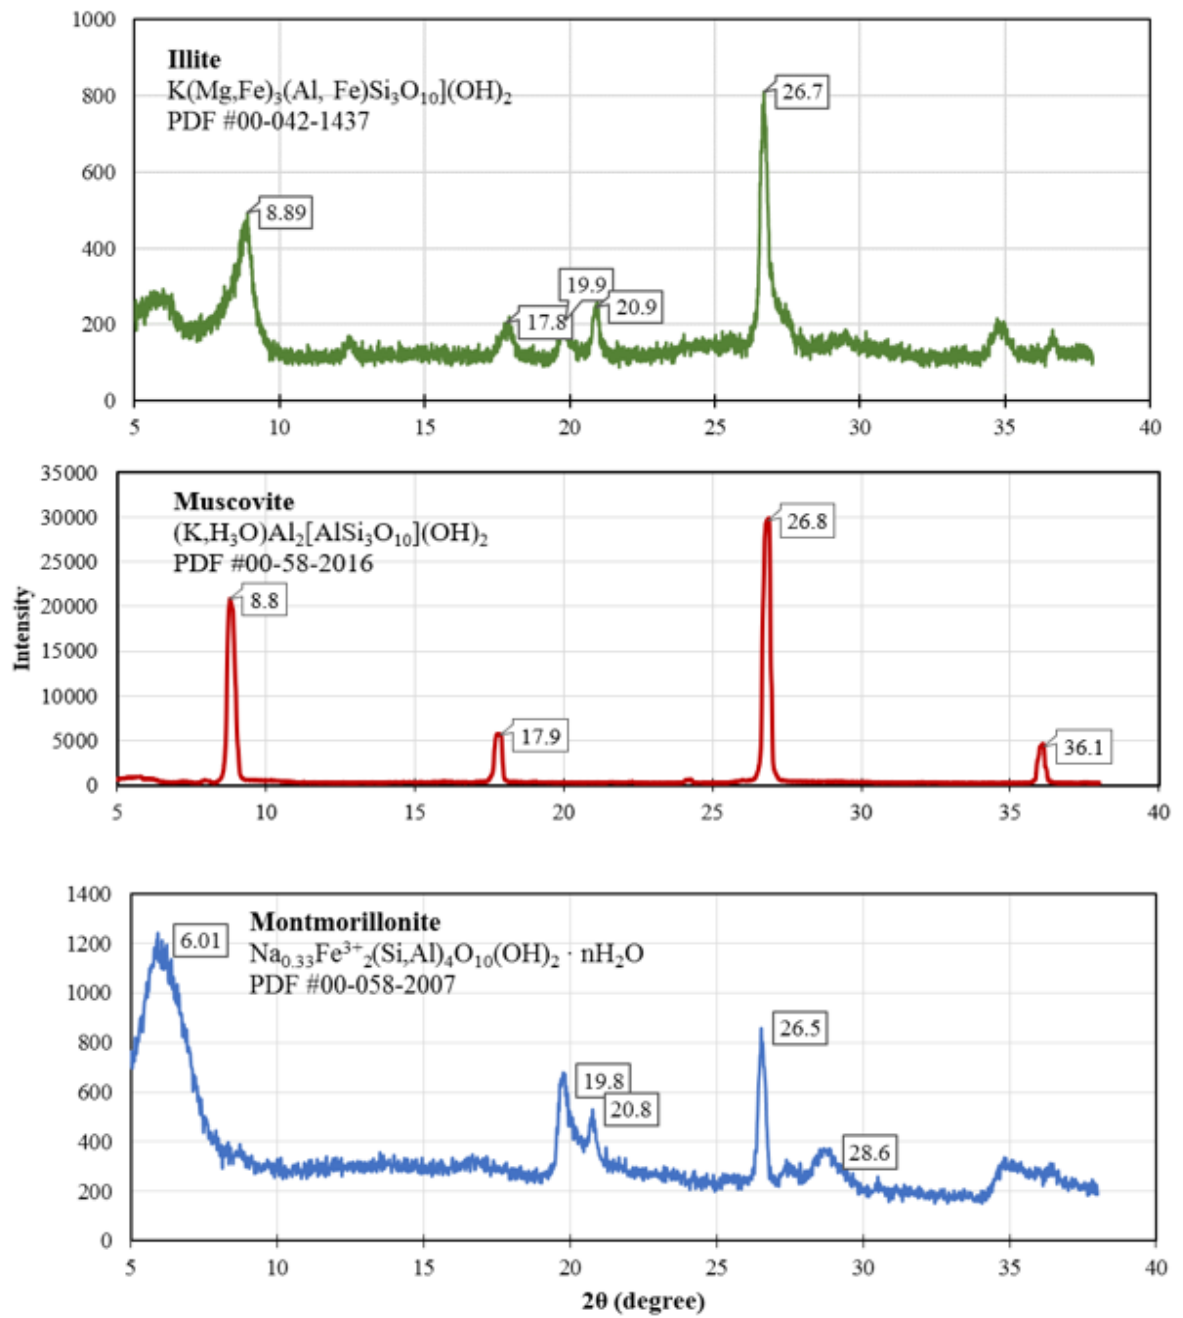 1000
800
600
400
200
0
Illite
K(Mg,Fe)₃(Al, Fe)Si₃O₁₀](OH)₂
PDF #00-042-1437
8.89
17.8
19.9
20.9
26.7
5 10 15 20 25 30 35 40
35000
30000
25000
20000
15000
10000
5000
0
Muscovite
(K,H₃O)Al₂[AlSi₃O₁₀](OH)₂
PDF #00-58-2016
8.8
17.9
26.8
36.1
Intensity
5 10 15 20 25 30 35 40
1400
1200
1000
800
600
400
200
0
Montmorillonite
Na₀.₃₃Fe³⁺₂(Si,Al)₄O₁₀(OH)₂ · nH₂O
PDF #00-058-2007
6.01
19.8
20.8
26.5
28.6
5 10 15 20 25 30 35 40
2θ (degree)